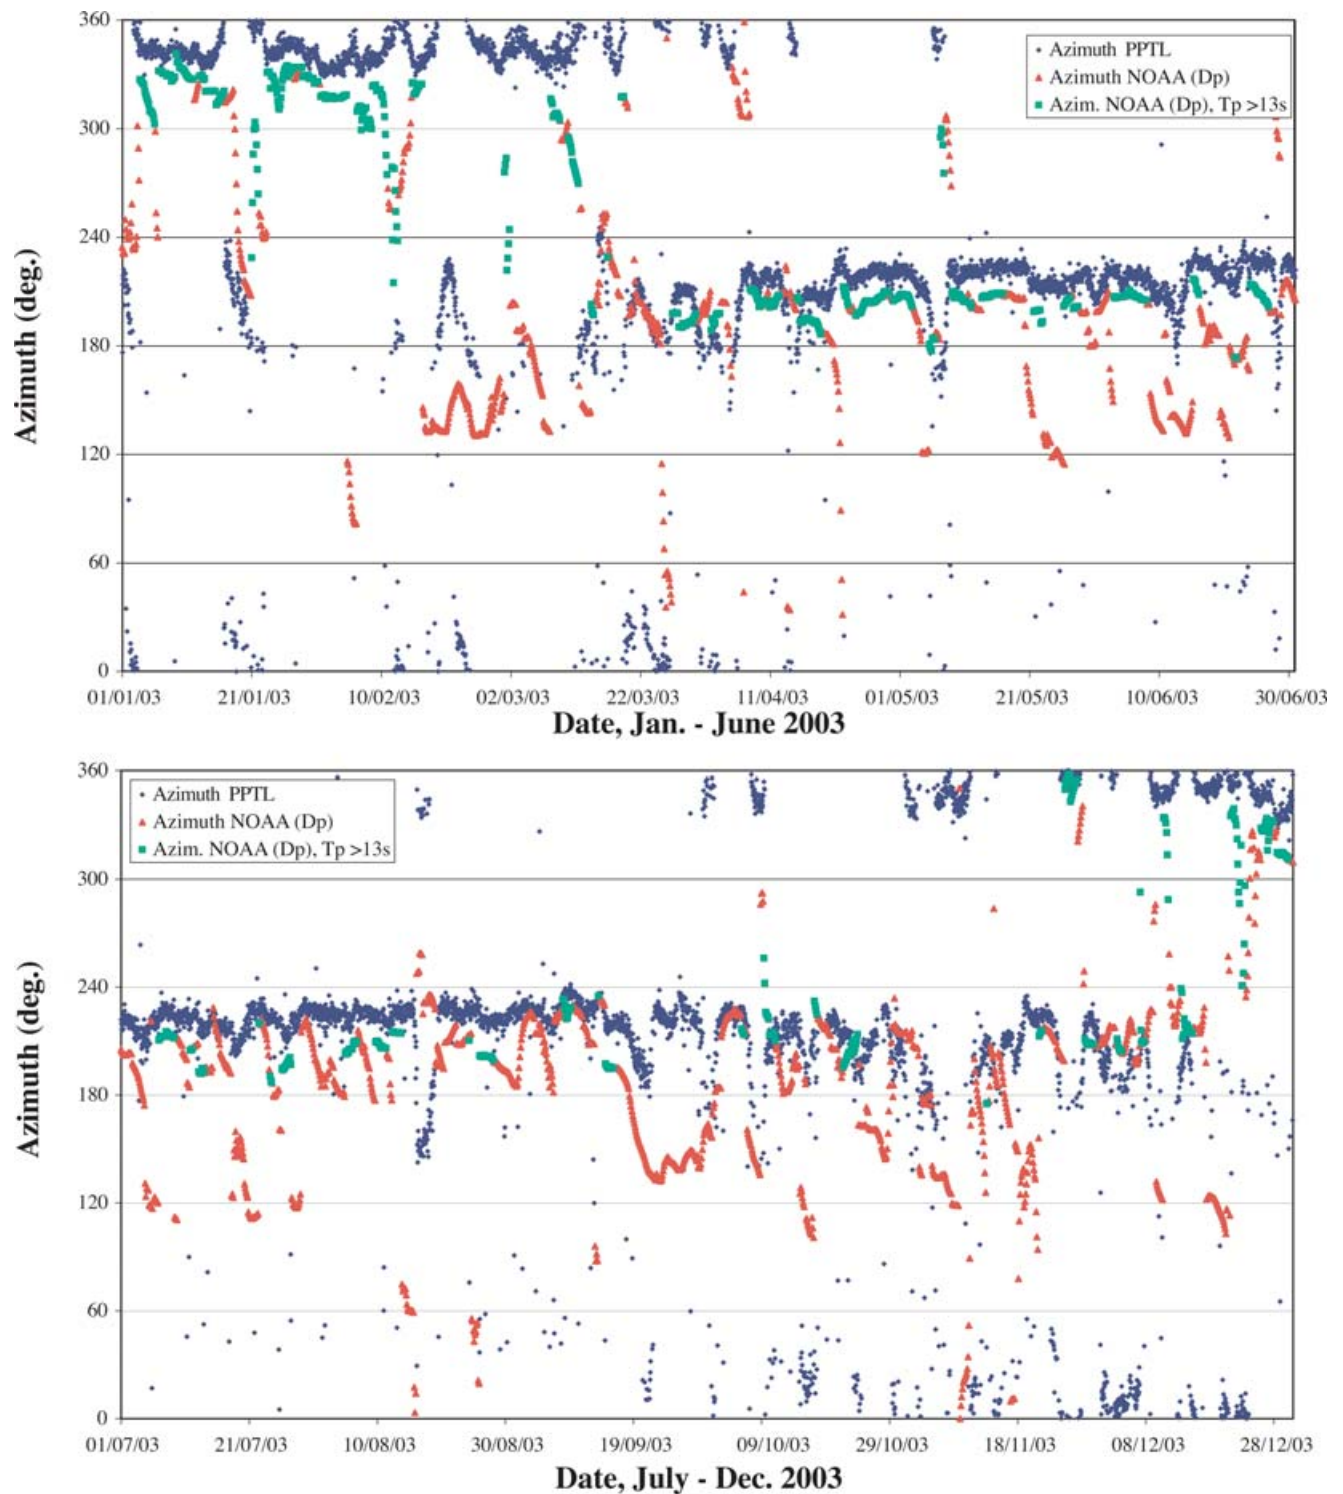 360
300
240
180
120
60
0
Azimuth (deg.)
Azimuth PPTL
Azimuth NOAA (Dp)
Azim. NOAA (Dp), Tp >13s
01/01/03 21/01/03 10/02/03 02/03/03 22/03/03 11/04/03 01/05/03 21/05/03 10/06/03 30/06/03
Date, Jan. - June 2003
360
300
240
180
120
60
0
Azimuth (deg.)
Azimuth PPTL
Azimuth NOAA (Dp)
Azim. NOAA (Dp), Tp >13s
01/07/03 21/07/03 10/08/03 30/08/03 19/09/03 09/10/03 29/10/03 18/11/03 08/12/03 28/12/03
Date, July - Dec. 2003